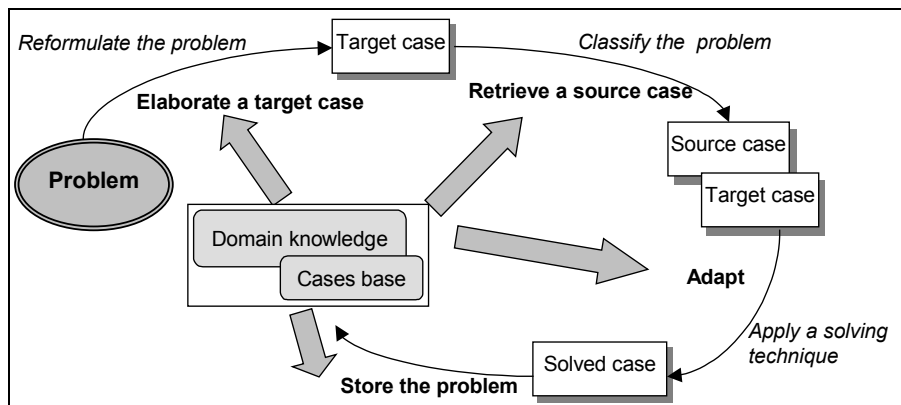 Reformulate the problem
Target case
Classify the problem
Elaborate a target case
Retrieve a source case
Problem
Source case
Target case
Domain knowledge
Cases base
Adapt
Apply a solving
technique
Solved case
Store the problem